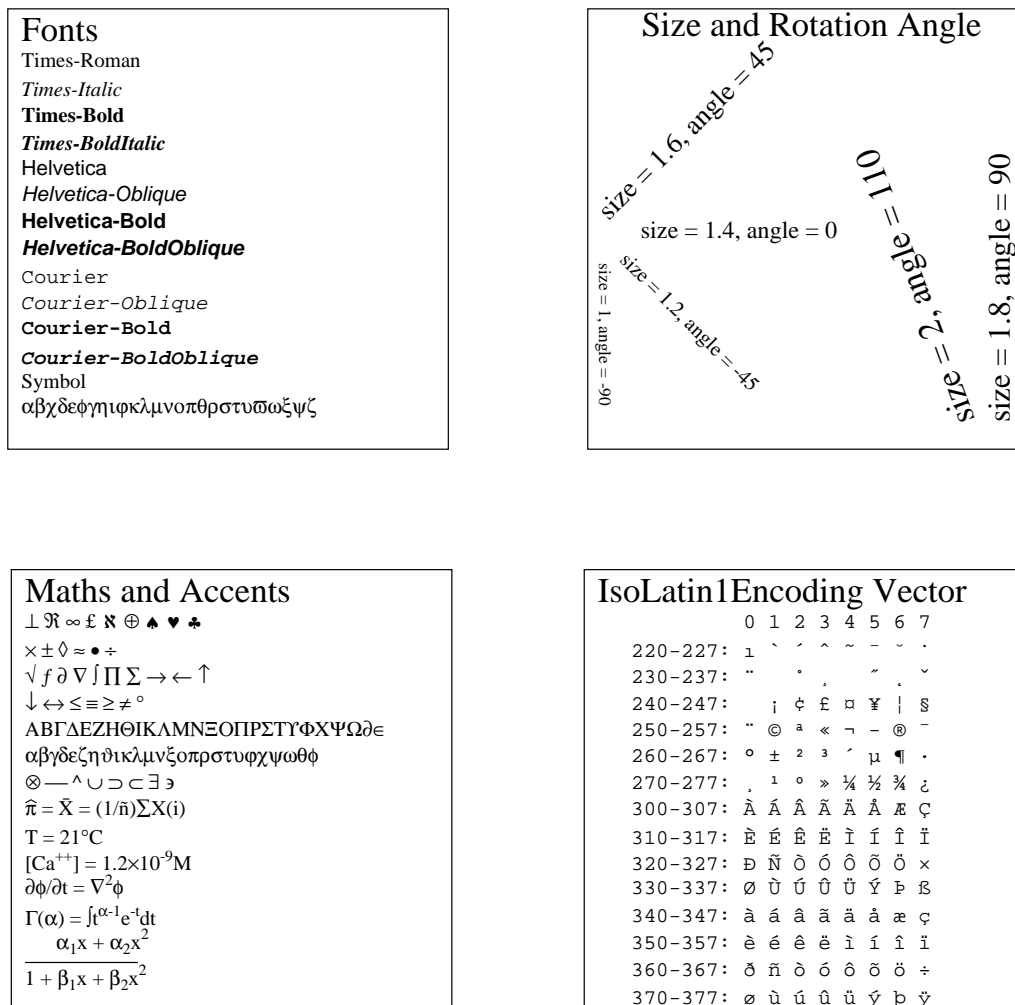 Fonts
Times-Roman
Times-Italic
Times-Bold
Times-BoldItalic
Helvetica
Helvetica-Oblique
Helvetica-Bold
Helvetica-BoldOblique
Courier
Courier-Oblique
Courier-Bold
Courier-BoldOblique
Symbol
αβχδεϕγηιφκλμνοπθρστυϖωξψζ
Size and Rotation Angle
size = 1.6, angle = 45
size = 1.4, angle = 0
size = 1.2, angle = -45
size = 1, angle = -90
size = 2, angle = 110
size = 1.8, angle = 90
Maths and Accents
⊥ ℜ ∞ £ ℵ ⊕ ♠ ♥ ♣
× ± ◊ ≈ • ÷
√ ƒ ∂ ∇ ∫ ∏ ∑ → ← ↑
↓ ↔ ≤ ≡ ≥ ≠ °
ΑΒΓΔΕΖΗΘΙΚΛΜΝΞΟΠΡΣΤϒΦΧΨΩ∂∈
αβγδεζηϑικλμνξοπρστυφχψωθϕ
⊗ — ^ ∪ ⊃ ⊂ ∃ ϶
π̂ = X̄ = (1/ñ)∑X(i)
T = 21°C
[Ca⁺⁺] = 1.2×10⁻⁹M
∂ϕ/∂t = ∇²ϕ
Γ(α) = ∫t^α-1 e^-t dt
α₁x + α₂x²
1 + β₁x + β₂x²
IsoLatin1Encoding Vector
0 1 2 3 4 5 6 7
220-227: ı ` ´ ^ ~ ¯ ˘ ˙
230-237: ¨ ˚ ¸ ˝ ˛ ˇ
240-247: ¡ ¢ £ ¤ ¥ ¦ §
250-257: ¨ © ª « ¬ - ® ¯
260-267: ° ± ² ³ ´ µ ¶ ·
270-277: ¸ ¹ º » ¼ ½ ¾ ¿
300-307: À Á Â Ã Ä Å Æ Ç
310-317: È É Ê Ë Ì Í Î Ï
320-327: Ð Ñ Ò Ó Ô Õ Ö ×
330-337: Ø Ù Ú Û Ü Ý Þ ß
340-347: à á â ã ä å æ ç
350-357: è é ê ë ì í î ï
360-367: ð ñ ò ó ô õ ö ÷
370-377: ø ù ú û ü ý þ ÿ